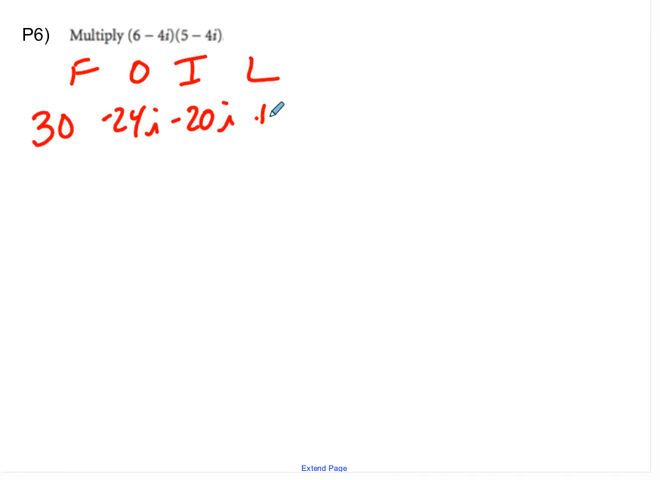 P6) Multiply (6 – 4i)(5 – 4i)
F O I L
30 -24i -20i
Extend Page